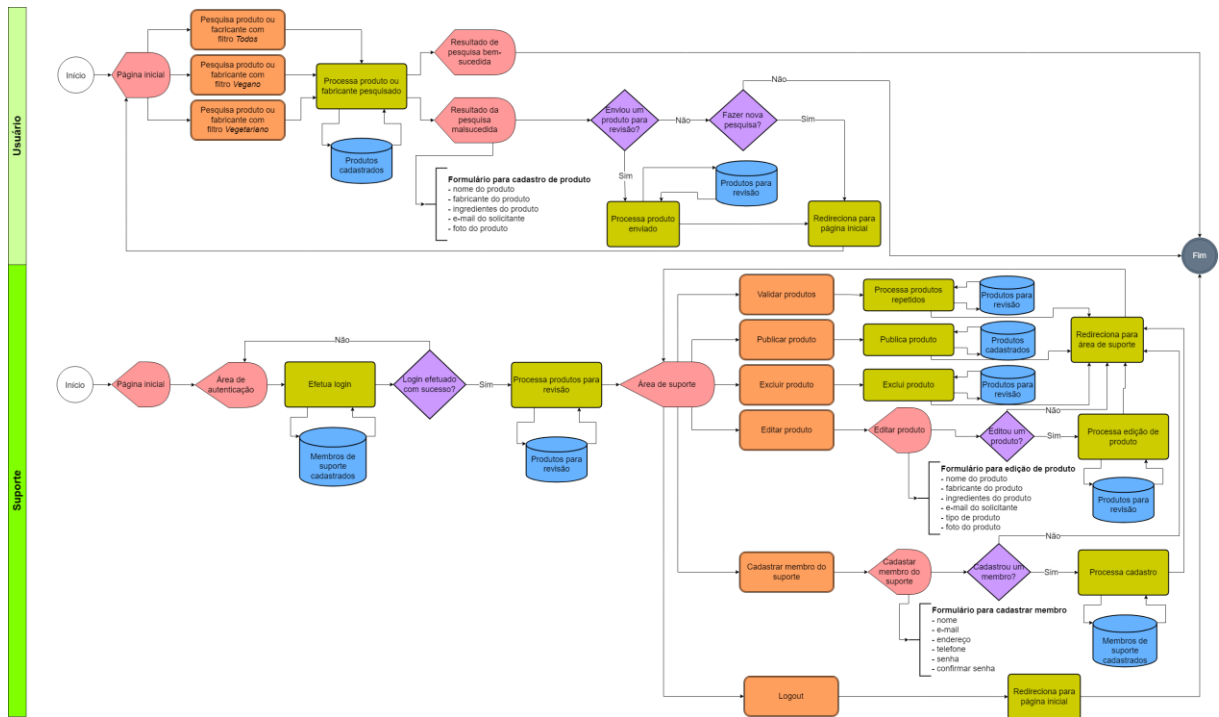 Usuário
Início
Página inicial
Pesquisa produto ou
facricante com
filtro Todos
Pesquisa produto ou
fabricante com
filtro Vegano
Pesquisa produto ou
fabricante com
filtro Vegetariano
Processa produto ou
fabricante pesquisado
Produtos
cadastrados
Resultado de
pesquisa bem-
sucedida
Resultado da
pesquisa
malsucedida
Formulário para cadastro de produto
- nome do produto
- fabricante do produto
- ingredientes do produto
- e-mail do solicitante
- foto do produto
Enviou um
produto para
revisão?
Não
Sim
Fazer nova
pesquisa?
Não
Sim
Processa produto
enviado
Produtos para
revisão
Redireciona para
página inicial
Fim
Suporte
Início
Página inicial
Área de
autenticação
Não
Efetua login
Membros de
suporte
cadastrados
Login efetuado
com sucesso?
Sim
Processa produtos para
revisão
Produtos para
revisão
Área de suporte
Validar produtos
Processa produtos
repetidos
Produtos para
revisão
Publicar produto
Publica produto
Produtos
cadastrados
Redireciona para
área de suporte
Excluir produto
Exclui produto
Produtos para
revisão
Editar produto
Editar produto
Editou um
produto?
Não
Sim
Processa edição de
produto
Produtos para
revisão
Formulário para edição de produto
- nome do produto
- fabricante do produto
- ingredientes do produto
- e-mail do solicitante
- tipo de produto
- foto do produto
Cadastrar membro do
suporte
Cadastar
membro do
suporte
Cadastrou um
membro?
Não
Sim
Processa cadastro
Membros de
suporte
cadastrados
Formulário para cadastrar membro
- nome
- e-mail
- endereço
- telefone
- senha
- confirmar senha
Logout
Redireciona para
página inicial